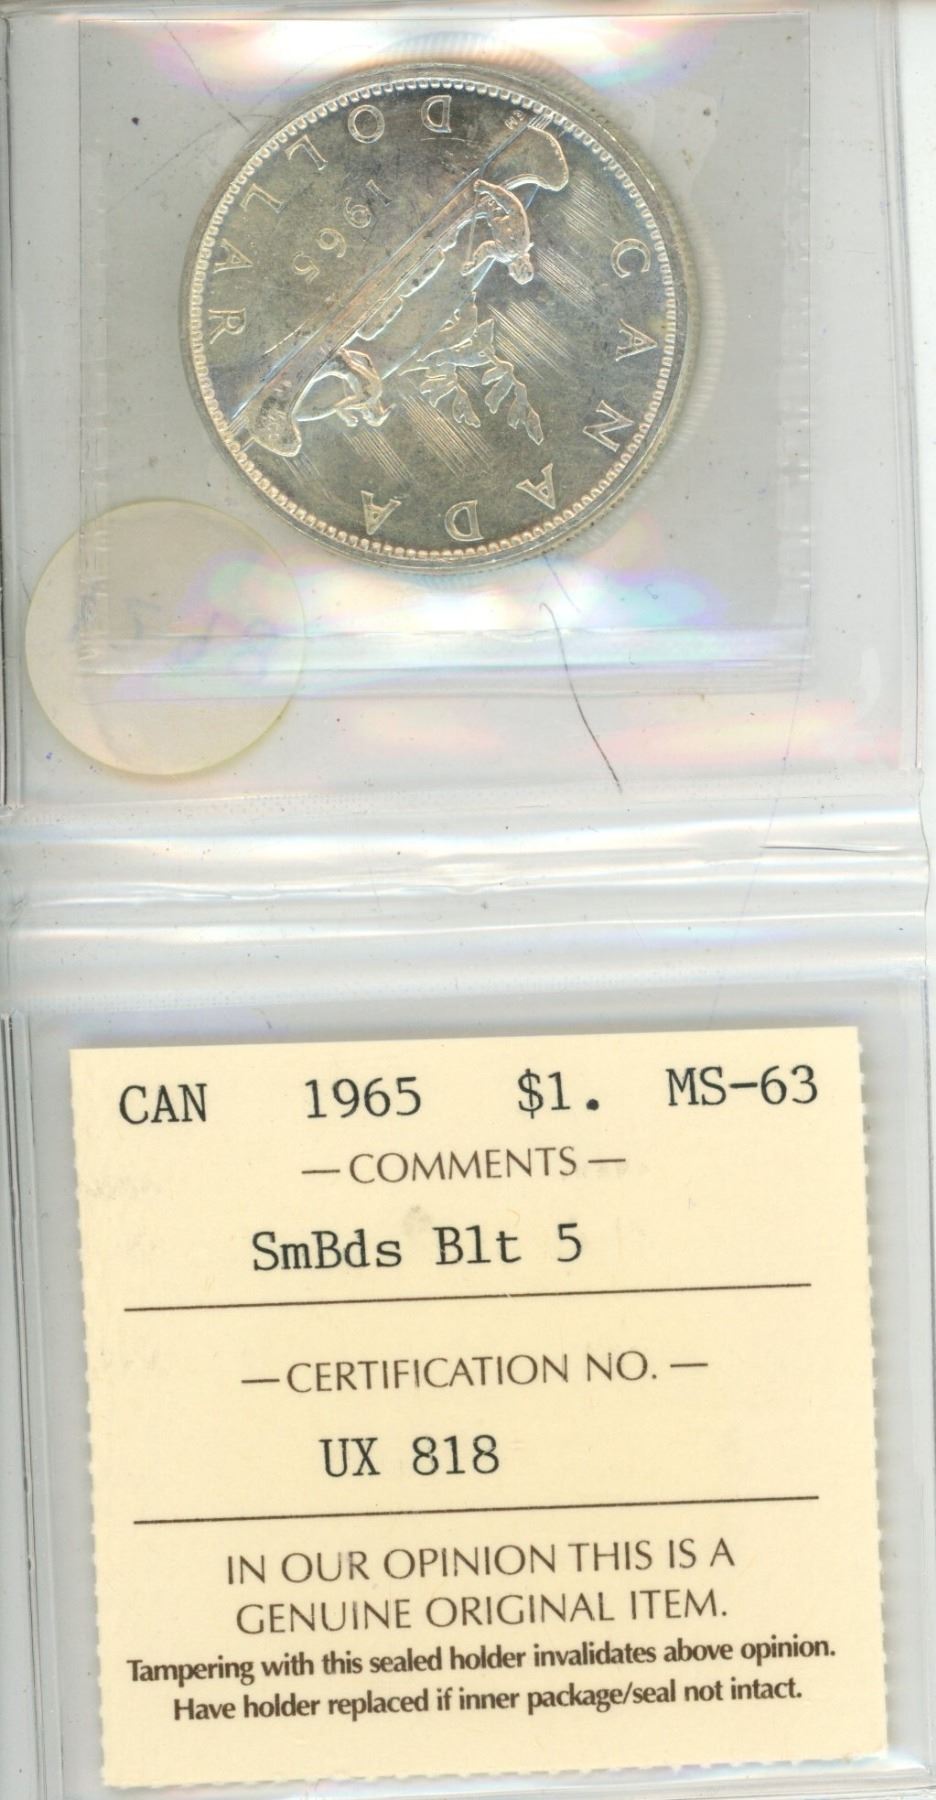 CANADA
1965
DOLLAR
CAN 1965 $1. MS-63
— COMMENTS —
SmBds Blt 5
— CERTIFICATION NO. —
UX 818
IN OUR OPINION THIS IS A
GENUINE ORIGINAL ITEM.
Tampering with this sealed holder invalidates above opinion.
Have holder replaced if inner package/seal not intact.